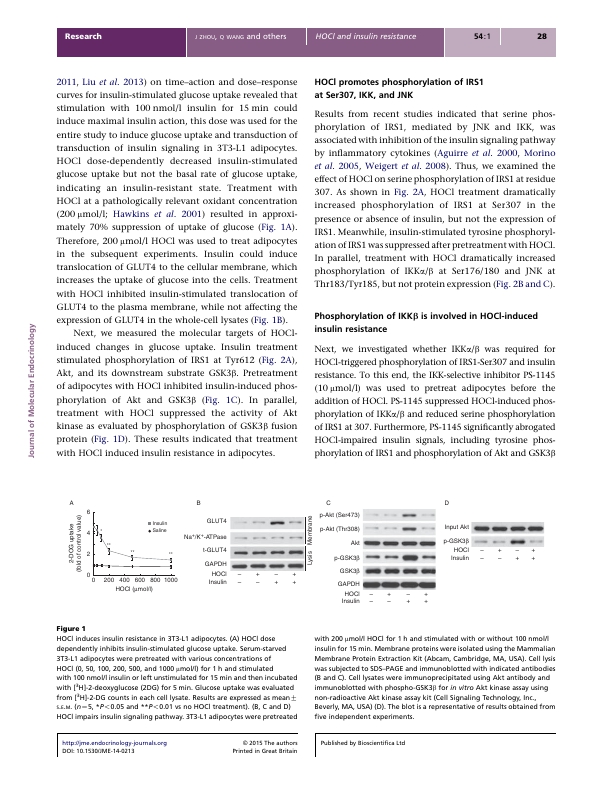 Research
J ZHOU, Q WANG and others
HOCl and insulin resistance
54:1
28
2011, Liu et al. 2013) on time–action and dose–response
curves for insulin-stimulated glucose uptake revealed that
stimulation with 100 nmol/l insulin for 15 min could
induce maximal insulin action, this dose was used for the
entire study to induce glucose uptake and transduction of
transduction of insulin signaling in 3T3-L1 adipocytes.
HOCl dose-dependently decreased insulin-stimulated
glucose uptake but not the basal rate of glucose uptake,
indicating an insulin-resistant state. Treatment with
HOCl at a pathologically relevant oxidant concentration
(200 μmol/l; Hawkins et al. 2001) resulted in approxi-
mately 70% suppression of uptake of glucose (Fig. 1A).
Therefore, 200 μmol/l HOCl was used to treat adipocytes
in the subsequent experiments. Insulin could induce
translocation of GLUT4 to the cellular membrane, which
increases the uptake of glucose into the cells. Treatment
with HOCl inhibited insulin-stimulated translocation of
GLUT4 to the plasma membrane, while not affecting the
expression of GLUT4 in the whole-cell lysates (Fig. 1B).
Next, we measured the molecular targets of HOCl-
induced changes in glucose uptake. Insulin treatment
stimulated phosphorylation of IRS1 at Tyr612 (Fig. 2A),
Akt, and its downstream substrate GSK3β. Pretreatment
of adipocytes with HOCl inhibited insulin-induced phos-
phorylation of Akt and GSK3β (Fig. 1C). In parallel,
treatment with HOCl suppressed the activity of Akt
kinase as evaluated by phosphorylation of GSK3β fusion
protein (Fig. 1D). These results indicated that treatment
with HOCl induced insulin resistance in adipocytes.
HOCl promotes phosphorylation of IRS1
at Ser307, IKK, and JNK
Results from recent studies indicated that serine phos-
phorylation of IRS1, mediated by JNK and IKK, was
associated with inhibition of the insulin signaling pathway
by inflammatory cytokines (Aguirre et al. 2000, Morino
et al. 2005, Weigert et al. 2008). Thus, we examined the
effect of HOCl on serine phosphorylation of IRS1 at residue
307. As shown in Fig. 2A, HOCl treatment dramatically
increased phosphorylation of IRS1 at Ser307 in the
presence or absence of insulin, but not the expression of
IRS1. Meanwhile, insulin-stimulated tyrosine phosphoryl-
ation of IRS1 was suppressed after pretreatment with HOCl.
In parallel, treatment with HOCl dramatically increased
phosphorylation of IKKα/β at Ser176/180 and JNK at
Thr183/Tyr185, but not protein expression (Fig. 2B and C).
Phosphorylation of IKKβ is involved in HOCl-induced
insulin resistance
Next, we investigated whether IKKα/β was required for
HOCl-triggered phosphorylation of IRS1-Ser307 and insulin
resistance. To this end, the IKK-selective inhibitor PS-1145
(10 μmol/l) was used to pretreat adipocytes before the
addition of HOCl. PS-1145 suppressed HOCl-induced phos-
phorylation of IKKα/β and reduced serine phosphorylation
of IRS1 at 307. Furthermore, PS-1145 significantly abrogated
HOCl-impaired insulin signals, including tyrosine phos-
phorylation of IRS1 and phosphorylation of Akt and GSK3β
Journal of Molecular Endocrinology
A
2-DOG uptake
(fold of control value)
6
4
2
0
Insulin
Saline
*
**
**
**
0 200 400 600 800 1000
HOCl (μmol/l)
B
GLUT4
Na+/K+-ATPase
t-GLUT4
GAPDH
HOCl – + – +
Insulin – – + +
Membrane
Lysis
C
p-Akt (Ser473)
p-Akt (Thr308)
Akt
p-GSK3β
GSK3β
GAPDH
HOCl – + – +
Insulin – – + +
D
Input Akt
p-GSK3β
HOCl – + – +
Insulin – – + +
Figure 1
HOCl induces insulin resistance in 3T3-L1 adipocytes. (A) HOCl dose
dependently inhibits insulin-stimulated glucose uptake. Serum-starved
3T3-L1 adipocytes were pretreated with various concentrations of
HOCl (0, 50, 100, 200, 500, and 1000 μmol/l) for 1 h and stimulated
with 100 nmol/l insulin or left unstimulated for 15 min and then incubated
with [³H]-2-deoxyglucose (2DG) for 5 min. Glucose uptake was evaluated
from [³H]-2-DG counts in each cell lysate. Results are expressed as mean±
S.E.M. (n=5, *P<0.05 and **P<0.01 vs no HOCl treatment). (B, C and D)
HOCl impairs insulin signaling pathway. 3T3-L1 adipocytes were pretreated
with 200 μmol/l HOCl for 1 h and stimulated with or without 100 nmol/l
insulin for 15 min. Membrane proteins were isolated using the Mammalian
Membrane Protein Extraction Kit (Abcam, Cambridge, MA, USA). Cell lysis
was subjected to SDS–PAGE and immunoblotted with indicated antibodies
(B and C). Cell lysates were immunoprecipitated using Akt antibody and
immunoblotted with phospho-GSK3β for in vitro Akt kinase assay using
non-radioactive Akt kinase assay kit (Cell Signaling Technology, Inc.,
Beverly, MA, USA) (D). The blot is a representative of results obtained from
five independent experiments.
http://jme.endocrinology-journals.org
DOI: 10.1530/JME-14-0213
© 2015 The authors
Printed in Great Britain
Published by Bioscientifica Ltd